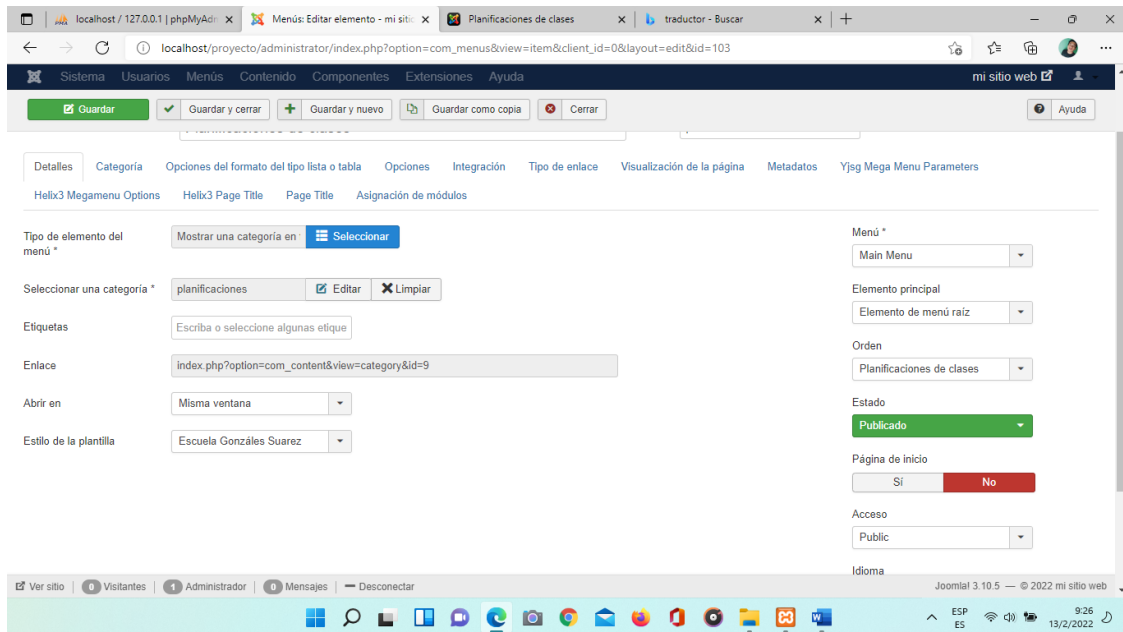 localhost / 127.0.0.1 | phpMyAdm
Menús: Editar elemento - mi sitio
Planificaciones de clases
traductor - Buscar
localhost/proyecto/administrator/index.php?option=com_menus&view=item&client_id=0&layout=edit&id=103
Sistema Usuarios Menús Contenido Componentes Extensiones Ayuda
mi sitio web
Guardar
Guardar y cerrar
Guardar y nuevo
Guardar como copia
Cerrar
Ayuda
Detalles Categoría Opciones del formato del tipo lista o tabla Opciones Integración Tipo de enlace Visualización de la página Metadatos Yjsg Mega Menu Parameters
Helix3 Megamenu Options Helix3 Page Title Page Title Asignación de módulos
Tipo de elemento del
menú *
Mostrar una categoría en
Seleccionar
Seleccionar una categoría *
planificaciones
Editar
Limpiar
Etiquetas
Escriba o seleccione algunas etique
Enlace
index.php?option=com_content&view=category&id=9
Abrir en
Misma ventana
Estilo de la plantilla
Escuela Gonzáles Suarez
Menú *
Main Menu
Elemento principal
Elemento de menú raíz
Orden
Planificaciones de clases
Estado
Publicado
Página de inicio
Sí No
Acceso
Public
Idioma
Ver sitio 0 Visitantes 1 Administrador 0 Mensajes Desconectar
Joomla! 3.10.5 — © 2022 mi sitio web
ESP
ES
9:26
13/2/2022